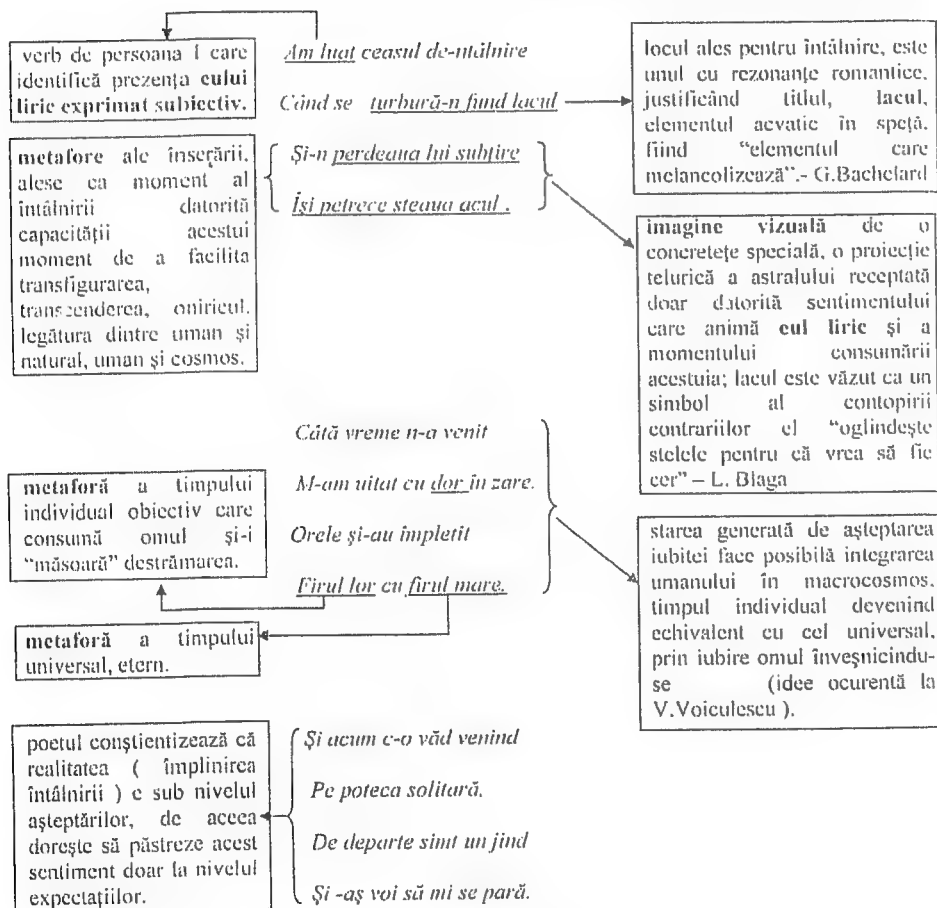 verb de persoana I care
identifică prezența eului
liric exprimat subiectiv.
Am luat ceasul de-ntâlnire
Când se turbură-n fund lacul
locul ales pentru întâlnire, este
unul cu rezonanțe romantice,
justificând titlul, lacul,
elementul acvatic în speță,
fiind “elementul care
melancolizează”.- G.Bachelard
metafore ale înserării,
alese ca moment al
întâlnirii datorită
capacității acestui
moment de a facilita
transfigurarea,
transcenderea, oniricul,
legătura dintre uman și
natural, uman și cosmos.
Și-n perdeaua lui subțire
Își petrece steaua acul .
imagine vizuală de o
concretețe specială, o proiecție
telurică a astralului receptată
doar datorită sentimentului
care animă eul liric și a
momentului consumării
acestuia; lacul este văzut ca un
simbol al contopirii
contrariilor el “oglindește
stelele pentru că vrea să fie
cer” – L. Blaga
Câtă vreme n-a venit
M-am uitat cu dor în zare.
Orele și-au împletit
Firul lor cu firul mare.
metaforă a timpului
individual obiectiv care
consumă omul și-i
“măsoară” destrămarea.
metaforă a timpului
universal, etern.
starea generată de așteptarea
iubitei face posibilă integrarea
umanului în macrocosmos,
timpul individual devenind
echivalent cu cel universal,
prin iubire omul înveșnicindu-
se (idee ocurentă la
V.Voiculescu ).
poetul conștientizează că
realitatea ( împlinirea
întâlnirii ) e sub nivelul
așteptărilor, de aceea
dorește să păstreze acest
sentiment doar la nivelul
expectațiilor.
Și acum c-o văd venind
Pe poteca solitară,
De departe simt un jind
Și -aș voi să mi se pară.